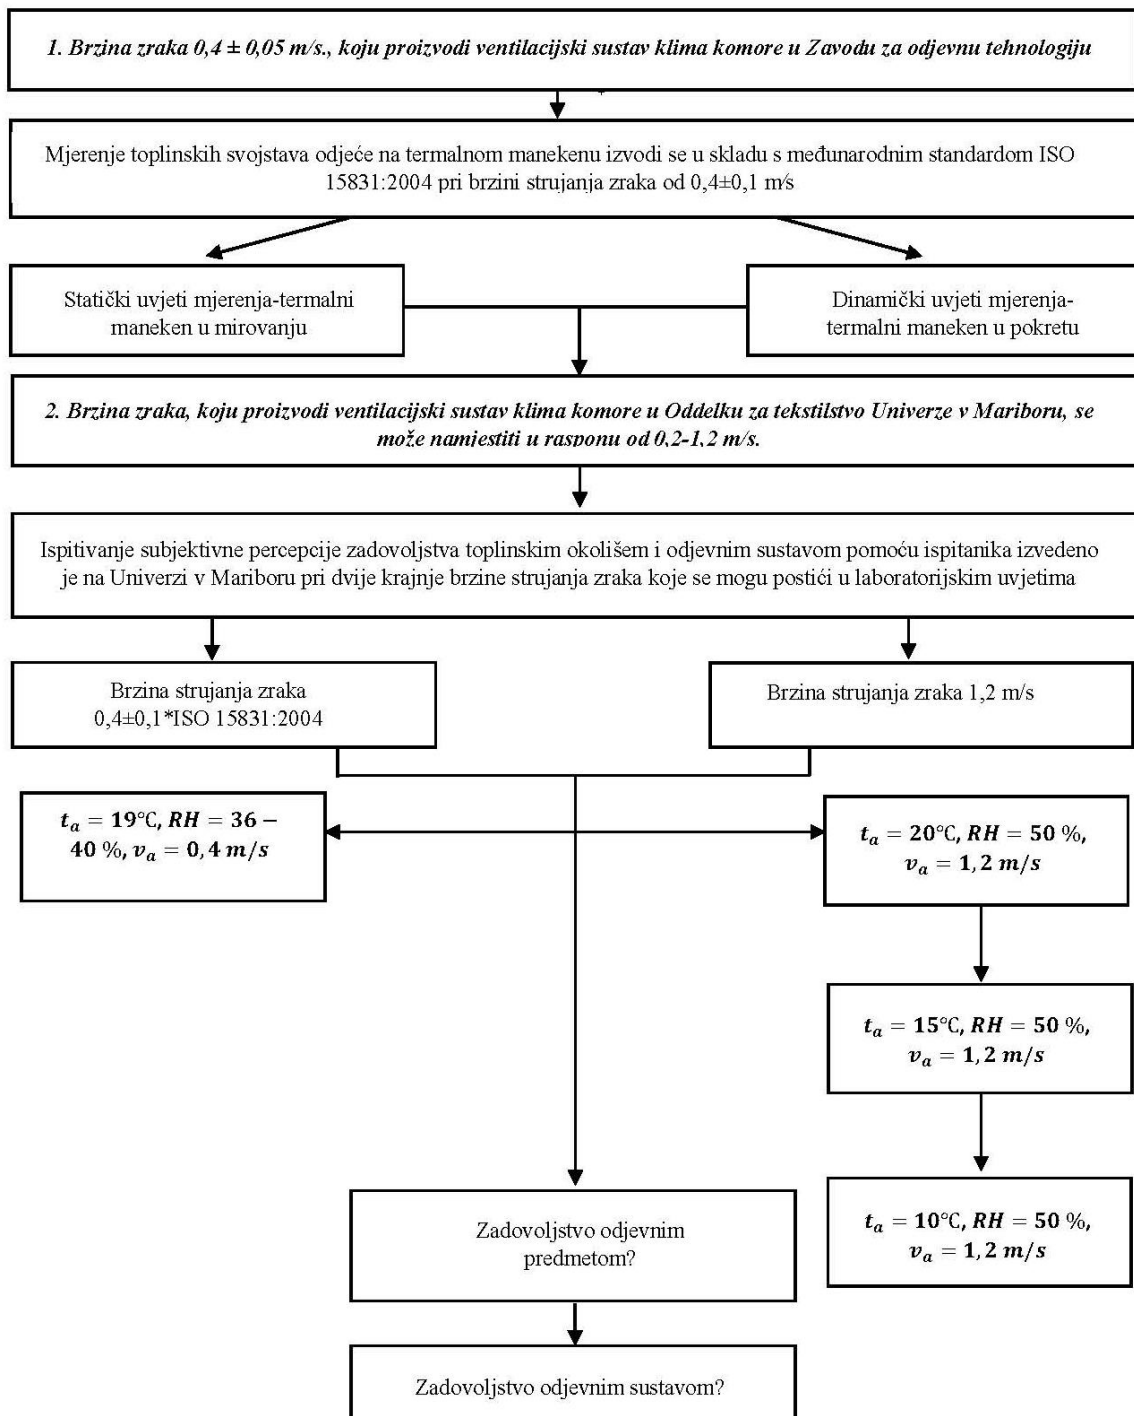 1. Brzina zraka 0,4 ± 0,05 m/s., koju proizvodi ventilacijski sustav klima komore u Zavodu za odjevnu tehnologiju
Mjerenje toplinskih svojstava odjeće na termalnom manekenu izvodi se u skladu s međunarodnim standardom ISO
15831:2004 pri brzini strujanja zraka od 0,4±0,1 m/s
Statički uvjeti mjerenja-termalni
maneken u mirovanju
Dinamički uvjeti mjerenja-
termalni maneken u pokretu
2. Brzina zraka, koju proizvodi ventilacijski sustav klima komore u Oddelku za tekstilstvo Univerze v Mariboru, se
može namjestiti u rasponu od 0,2-1,2 m/s.
Ispitivanje subjektivne percepcije zadovoljstva toplinskim okolišem i odjevnim sustavom pomoću ispitanika izvedeno
je na Univerzi v Mariboru pri dvije krajnje brzine strujanja zraka koje se mogu postići u laboratorijskim uvjetima
Brzina strujanja zraka
0,4±0,1*ISO 15831:2004
Brzina strujanja zraka 1,2 m/s
t_a = 19°C, RH = 36 –
40 %, v_a = 0,4 m/s
t_a = 20°C, RH = 50 %,
v_a = 1,2 m/s
t_a = 15°C, RH = 50 %,
v_a = 1,2 m/s
t_a = 10°C, RH = 50 %,
v_a = 1,2 m/s
Zadovoljstvo odjevnim
predmetom?
Zadovoljstvo odjevnim sustavom?